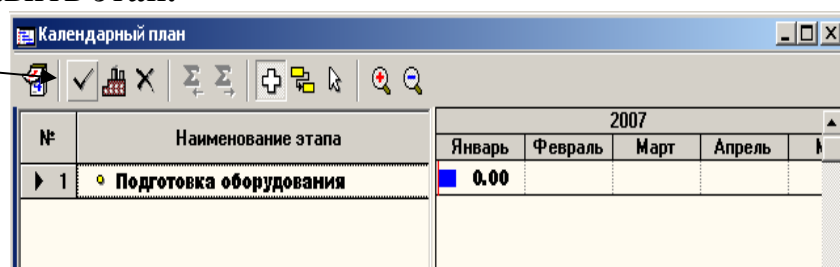 Календарный план
2007
№ Наименование этапа Январь Февраль Март Апрель
1 Подготовка оборудования 0.00